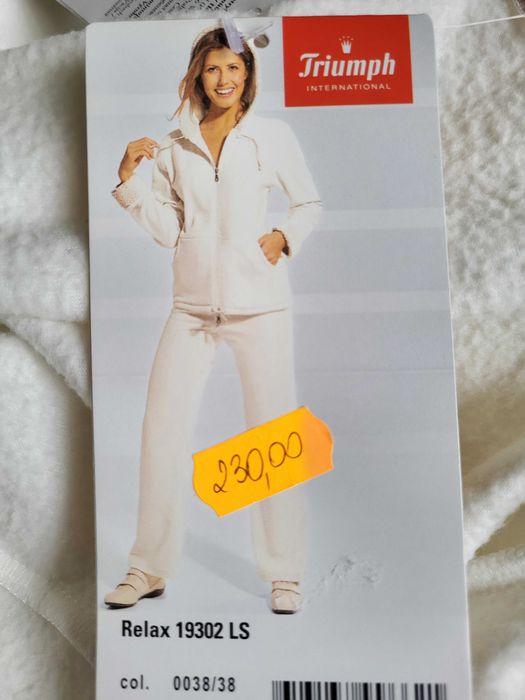 Triumph
INTERNATIONAL
230,00
Relax 19302 LS
col. 0038/38